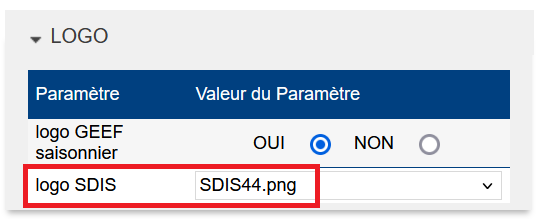 LOGO
Paramètre Valeur du Paramètre
logo GEEF saisonnier OUI NON
logo SDIS SDIS44.png